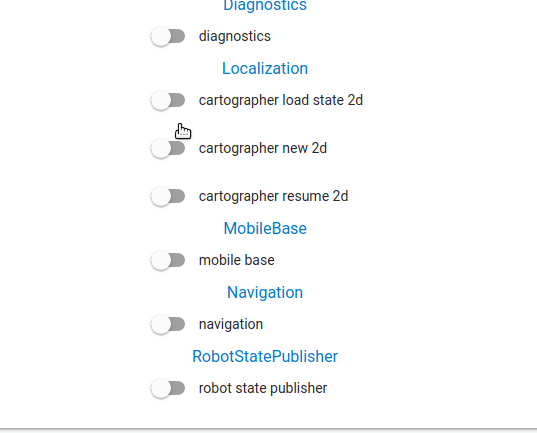 Diagnostics
diagnostics
Localization
cartographer load state 2d
cartographer new 2d
cartographer resume 2d
MobileBase
mobile base
Navigation
navigation
RobotStatePublisher
robot state publisher